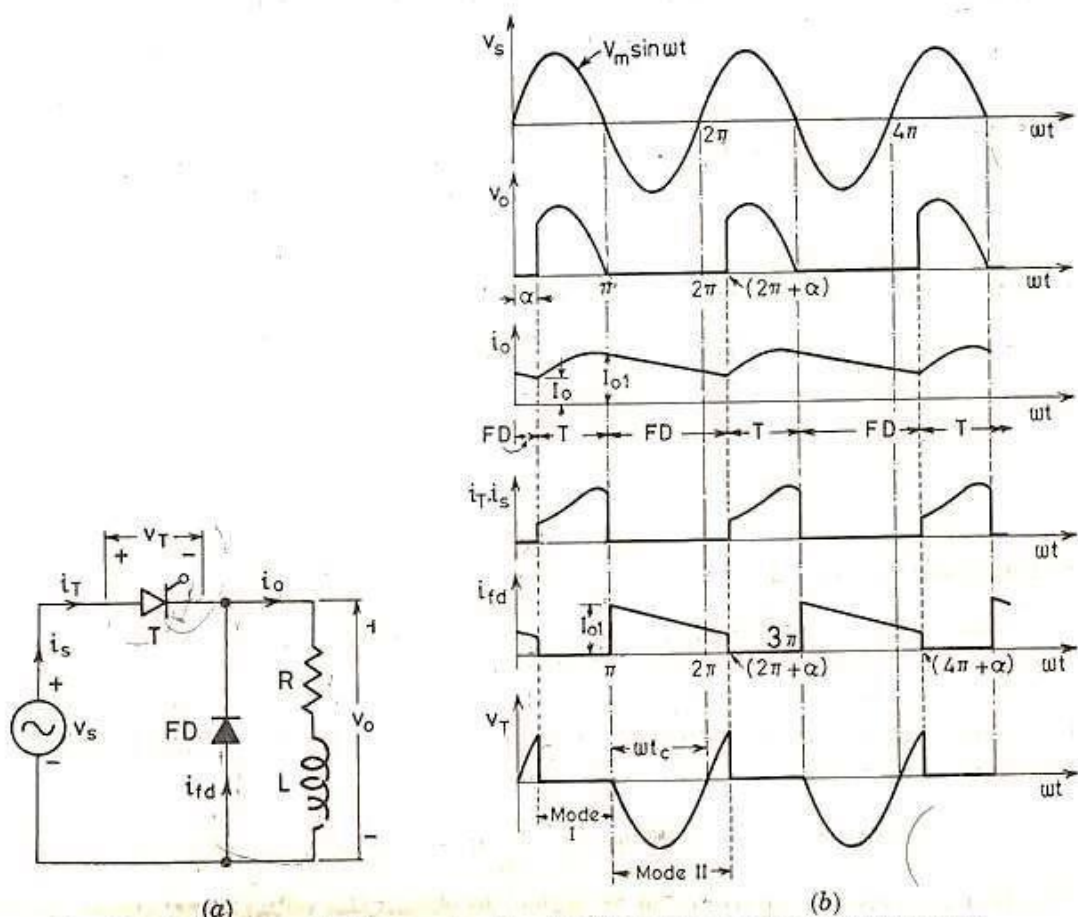 v_T
+ −
i_T
i_o
T
i_s
+
+
R
v_s
FD
v_o
−
L
i_fd
−
(a)
v_s
V_m sin ωt
2π
4π
ωt
v_o
α
π
2π
(2π + α)
ωt
i_o
I_o
I_o1
ωt
FD
T
FD
T
FD
T
i_T, i_s
ωt
i_fd
I_o1
3π
π
2π
(2π + α)
(4π + α)
ωt
v_T
ωt_c
ωt
Mode
I
Mode II
(b)